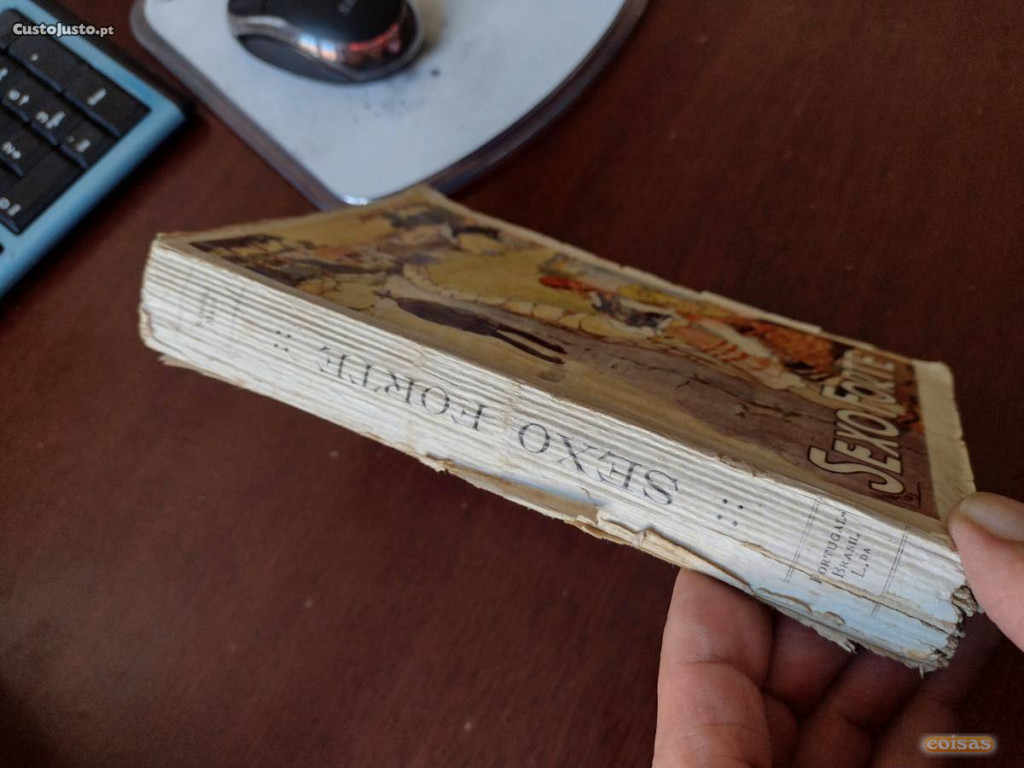 CustoJusto.pt
SEXO FORTE
:: SEXO FORTE ::
PORTUGAL-
BRASIL
L.DA
coisas